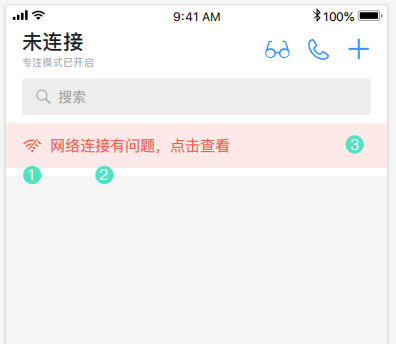 9:41 AM 100%
未连接
专注模式已开启
搜索
网络连接有问题，点击查看 3
1 2